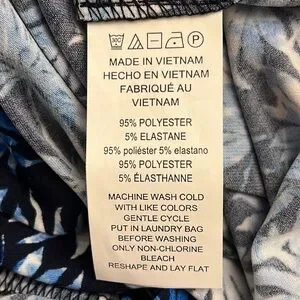 30C P
MADE IN VIETNAM
HECHO EN VIETNAM
FABRIQUÉ AU
VIETNAM
95% POLYESTER
5% ELASTANE
95% poliéster 5% elastano
95% POLYESTER
5% ÉLASTHANNE
MACHINE WASH COLD
WITH LIKE COLORS
GENTLE CYCLE
PUT IN LAUNDRY BAG
BEFORE WASHING
ONLY NON-CHLORINE
BLEACH
RESHAPE AND LAY FLAT